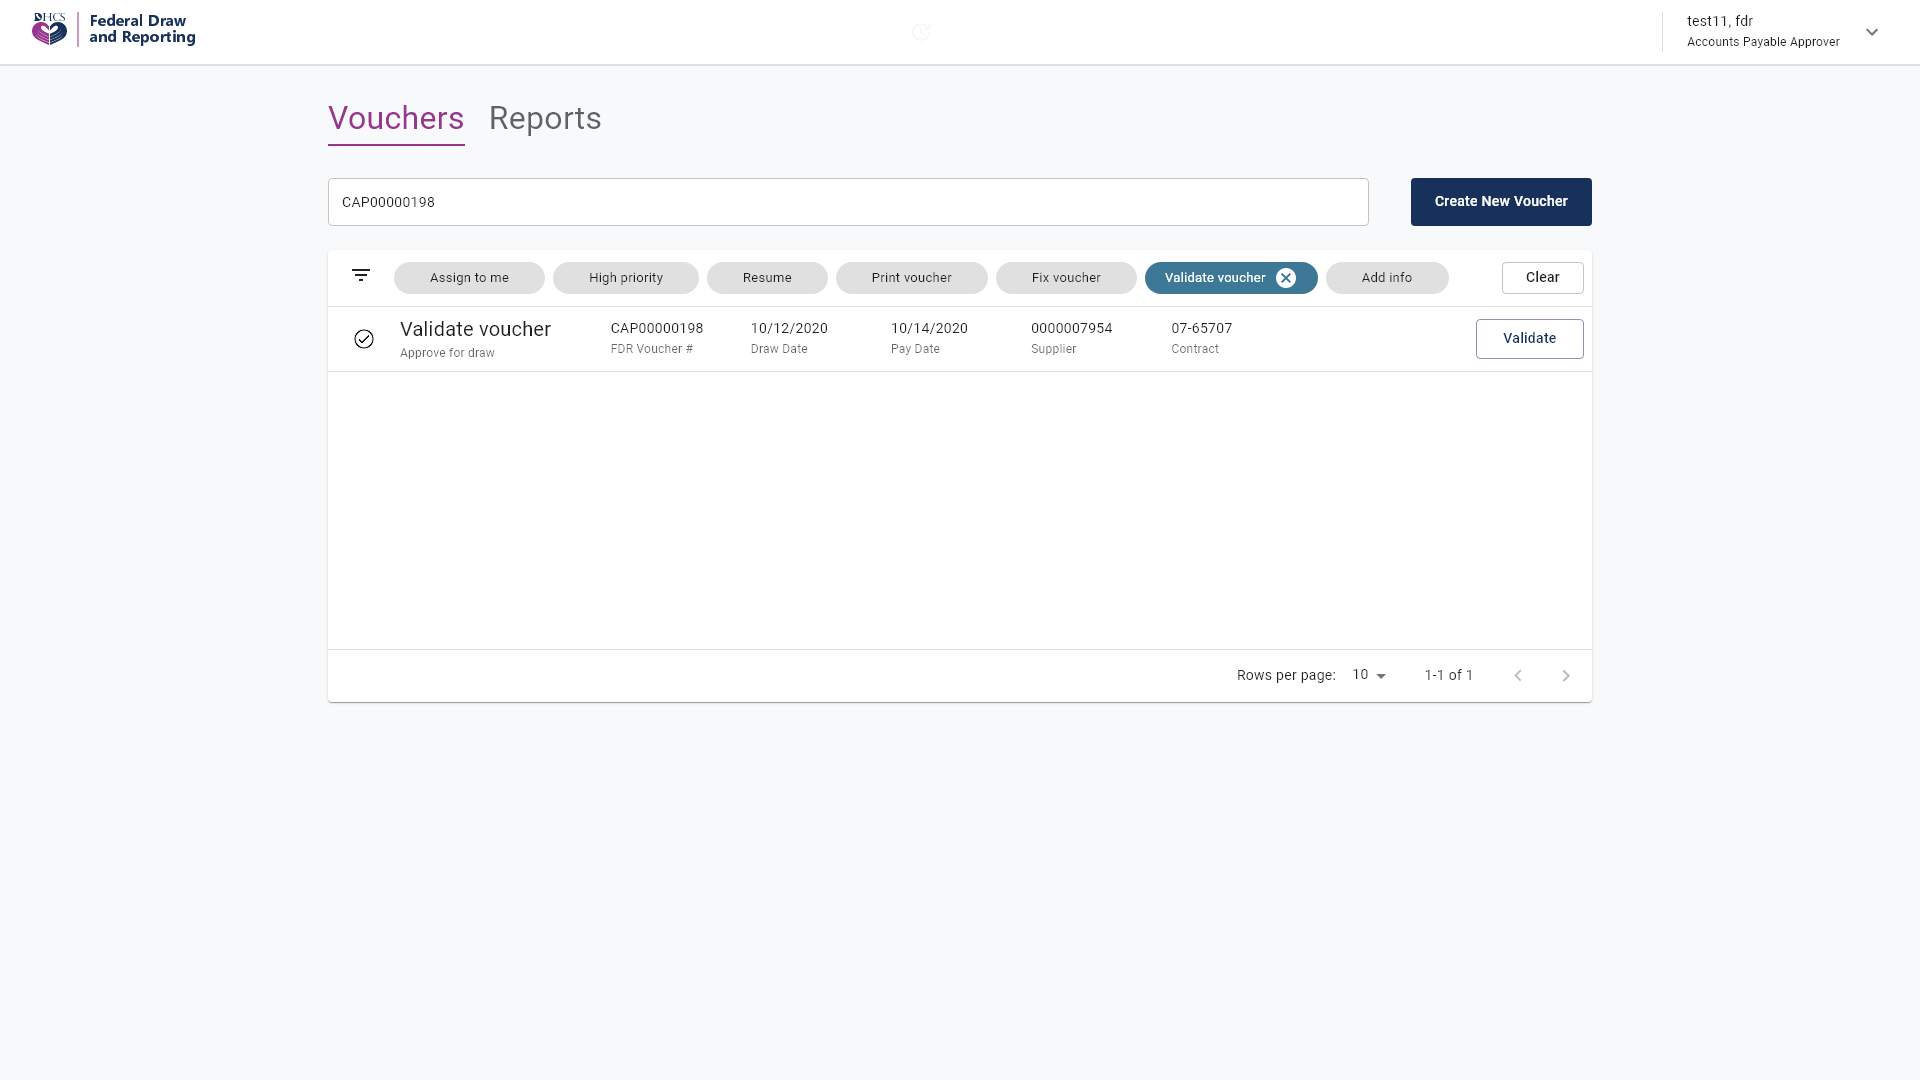 DHCS
Federal Draw
and Reporting
test11, fdr
Accounts Payable Approver
Vouchers
Reports
CAP00000198
Create New Voucher
Assign to me
High priority
Resume
Print voucher
Fix voucher
Validate voucher
Add info
Clear
Validate voucher
Approve for draw
CAP00000198
FDR Voucher #
10/12/2020
Draw Date
10/14/2020
Pay Date
0000007954
Supplier
07-65707
Contract
Validate
Rows per page:
10
1-1 of 1